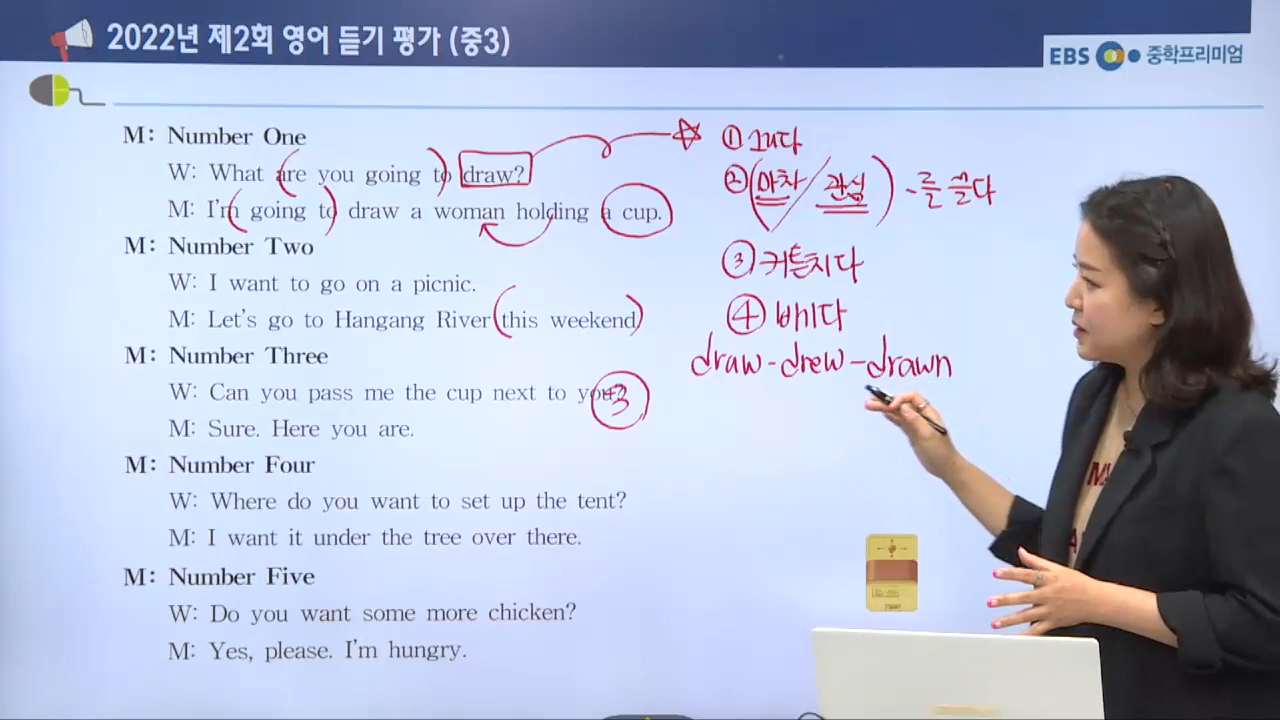 2022년 제2회 영어 듣기 평가 (중3)
EBS 중학프리미엄
M: Number One
W: What are you going to draw?
M: I'm going to draw a woman holding a cup.
M: Number Two
W: I want to go on a picnic.
M: Let's go to Hangang River this weekend
M: Number Three
W: Can you pass me the cup next to you?
3
M: Sure. Here you are.
M: Number Four
W: Where do you want to set up the tent?
M: I want it under the tree over there.
M: Number Five
W: Do you want some more chicken?
M: Yes, please. I'm hungry.
① 그리다
② (마차/관심) -를 끌다
③ 커튼치다
④ 비기다
draw-drew-drawn